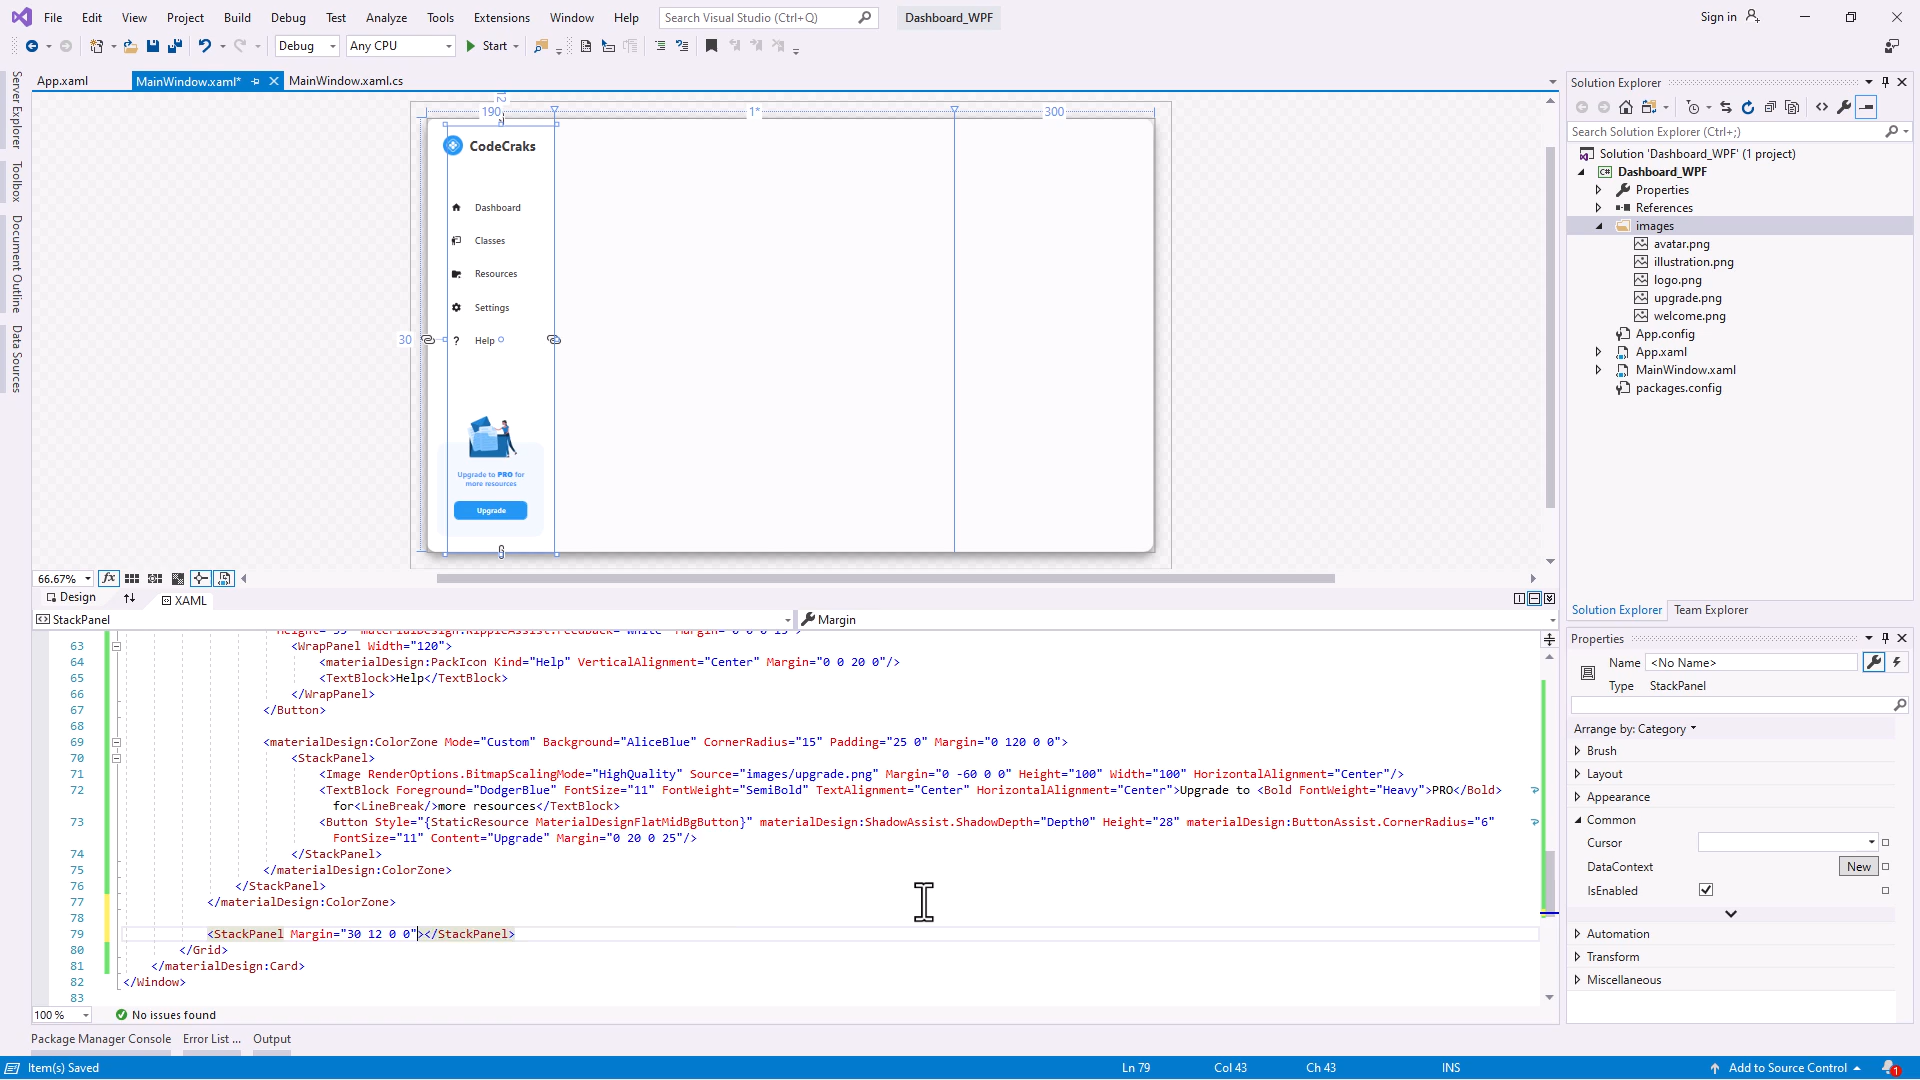 File Edit View Project Build Debug Test Analyze Tools Extensions Window Help Search Visual Studio (Ctrl+Q) Dashboard_WPF Sign in
Debug Any CPU Start
Server Explorer
Toolbox
Document Outline
Data Sources
App.xaml MainWindow.xaml* MainWindow.xaml.cs
12
190 1* 300
CodeCraks
Dashboard
Classes
Resources
Settings
30
? Help
Upgrade to PRO for
more resources
Upgrade
66.67% fx
Design XAML
StackPanel Margin
63 <WrapPanel Width="120">
64 <materialDesign:PackIcon Kind="Help" VerticalAlignment="Center" Margin="0 0 20 0"/>
65 <TextBlock>Help</TextBlock>
66 </WrapPanel>
67 </Button>
68
69 <materialDesign:ColorZone Mode="Custom" Background="AliceBlue" CornerRadius="15" Padding="25 0" Margin="0 120 0 0">
70 <StackPanel>
71 <Image RenderOptions.BitmapScalingMode="HighQuality" Source="images/upgrade.png" Margin="0 -60 0 0" Height="100" Width="100" HorizontalAlignment="Center"/>
72 <TextBlock Foreground="DodgerBlue" FontSize="11" FontWeight="SemiBold" TextAlignment="Center" HorizontalAlignment="Center">Upgrade to <Bold FontWeight="Heavy">PRO</Bold>
for<LineBreak/>more resources</TextBlock>
73 <Button Style="{StaticResource MaterialDesignFlatMidBgButton}" materialDesign:ShadowAssist.ShadowDepth="Depth0" Height="28" materialDesign:ButtonAssist.CornerRadius="6"
FontSize="11" Content="Upgrade" Margin="0 20 0 25"/>
74 </StackPanel>
75 </materialDesign:ColorZone>
76 </StackPanel>
77 </materialDesign:ColorZone>
78
79 <StackPanel Margin="30 12 0 0"></StackPanel>
80 </Grid>
81 </materialDesign:Card>
82 </Window>
83
100 % No issues found
Package Manager Console Error List ... Output
Item(s) Saved Ln 79 Col 43 Ch 43 INS Add to Source Control 1
Solution Explorer
Search Solution Explorer (Ctrl+;)
Solution 'Dashboard_WPF' (1 project)
C# Dashboard_WPF
Properties
References
images
avatar.png
illustration.png
logo.png
upgrade.png
welcome.png
App.config
App.xaml
MainWindow.xaml
packages.config
Solution Explorer Team Explorer
Properties
Name <No Name>
Type StackPanel
Arrange by: Category
Brush
Layout
Appearance
Common
Cursor
DataContext New
IsEnabled
Automation
Transform
Miscellaneous